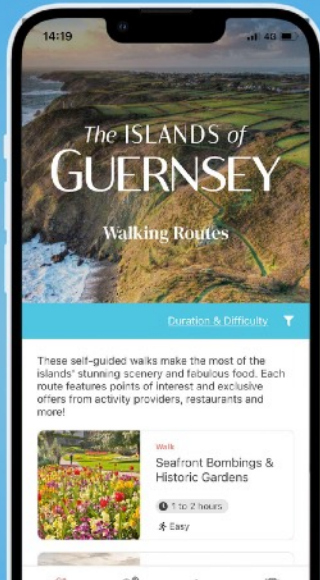 14:19
4G
The ISLANDS of
GUERNSEY
Walking Routes
Duration & Difficulty
These self-guided walks make the most of the
islands' stunning scenery and fabulous food. Each
route features points of interest and exclusive
offers from activity providers, restaurants and
more!
Walk
Seafront Bombings &
Historic Gardens
1 to 2 hours
Easy